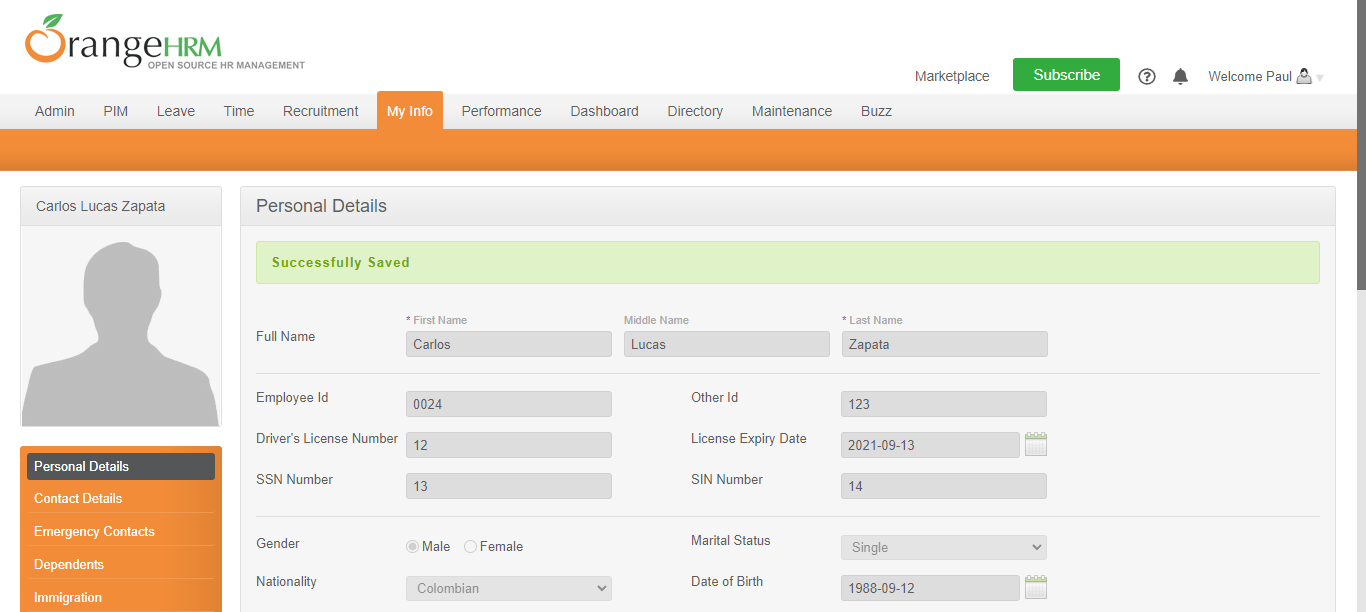 OrangeHRM
OPEN SOURCE HR MANAGEMENT
Marketplace Subscribe ? Welcome Paul
Admin PIM Leave Time Recruitment My Info Performance Dashboard Directory Maintenance Buzz
Carlos Lucas Zapata
Personal Details
Contact Details
Emergency Contacts
Dependents
Immigration
Personal Details
Successfully Saved
* First Name Middle Name * Last Name
Full Name Carlos Lucas Zapata
Employee Id 0024 Other Id 123
Driver's License Number 12 License Expiry Date 2021-09-13
SSN Number 13 SIN Number 14
Gender Male Female Marital Status Single
Nationality Colombian Date of Birth 1988-09-12